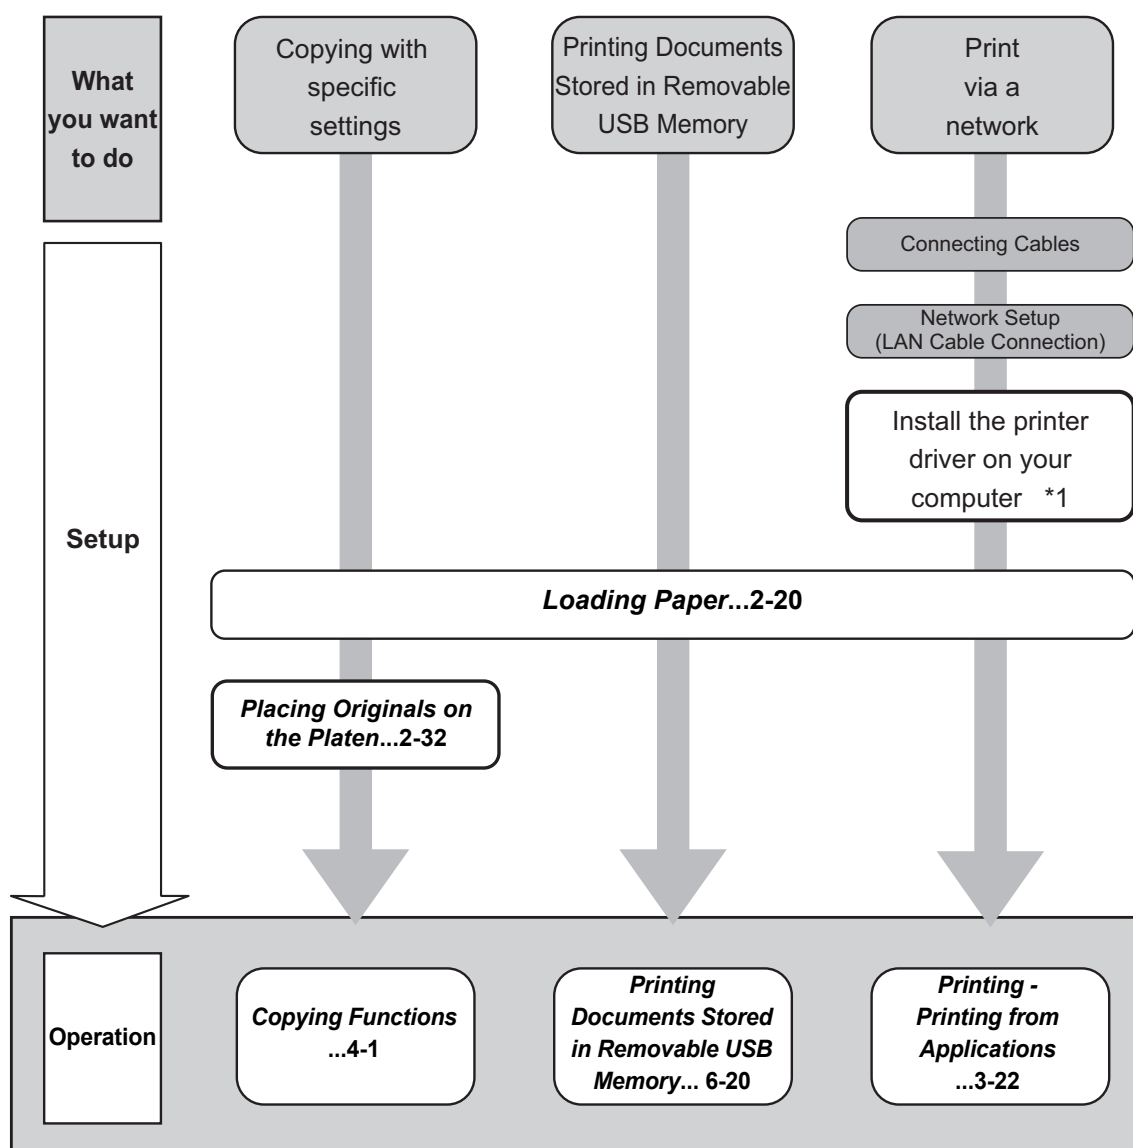 What
you want
to do
Copying with
specific
settings
Printing Documents
Stored in Removable
USB Memory
Print
via a
network
Connecting Cables
Network Setup
(LAN Cable Connection)
Install the printer
driver on your
computer *1
Setup
Loading Paper...2-20
Placing Originals on
the Platen...2-32
Operation
Copying Functions
...4-1
Printing
Documents Stored
in Removable USB
Memory... 6-20
Printing -
Printing from
Applications
...3-22